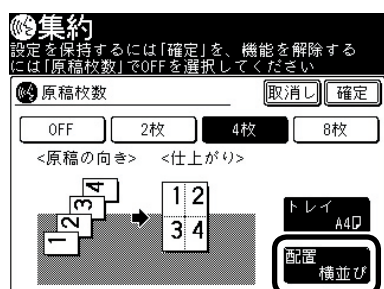 集約
設定を保持するには「確定」を、機能を解除する
には「原稿枚数」でOFFを選択してください
原稿枚数
取消し 確定
OFF 2枚 4枚 8枚
<原稿の向き> <仕上がり>
1 2 3 4
1 2
3 4
トレイ
A4
配置
横並び